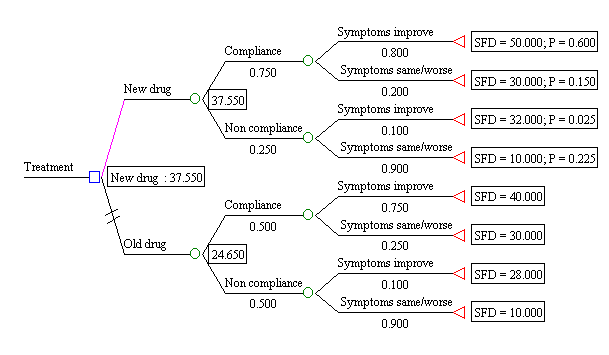 Symptoms improve
0.800
SFD = 50.000; P = 0.600
Compliance
0.750
Symptoms same/worse
0.200
SFD = 30.000; P = 0.150
New drug
37.550
Symptoms improve
0.100
SFD = 32.000; P = 0.025
Non compliance
0.250
Symptoms same/worse
0.900
SFD = 10.000; P = 0.225
Treatment
New drug : 37.550
Symptoms improve
0.750
SFD = 40.000
Compliance
0.500
Symptoms same/worse
0.250
SFD = 30.000
Old drug
24.650
Symptoms improve
0.100
SFD = 28.000
Non compliance
0.500
Symptoms same/worse
0.900
SFD = 10.000